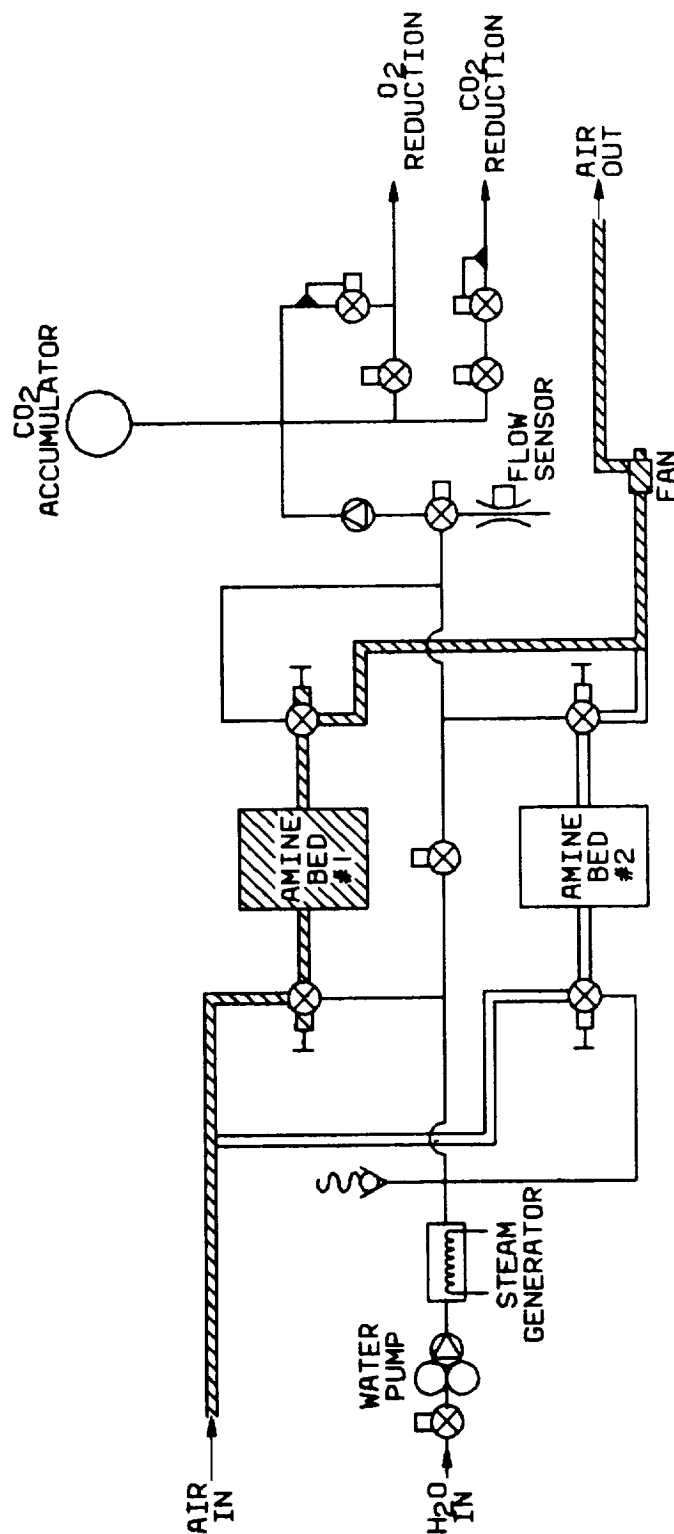 CO2
ACCUMULATOR
O2
REDUCTION
CO2
REDUCTION
FLOW
SENSOR
AIR
OUT
FAN
AMINE
BED
#1
AMINE
BED
#2
AIR
IN
WATER
PUMP
STEAM
GENERATOR
H2O
IN